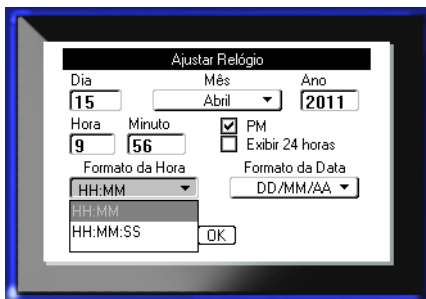 Ajustar Relógio
Dia Mês Ano
15 Abril 2011
Hora Minuto PM
9 56 Exibir 24 horas
Formato da Hora Formato da Data
HH:MM DD/MM/AA
HH:MM
HH:MM:SS
OK